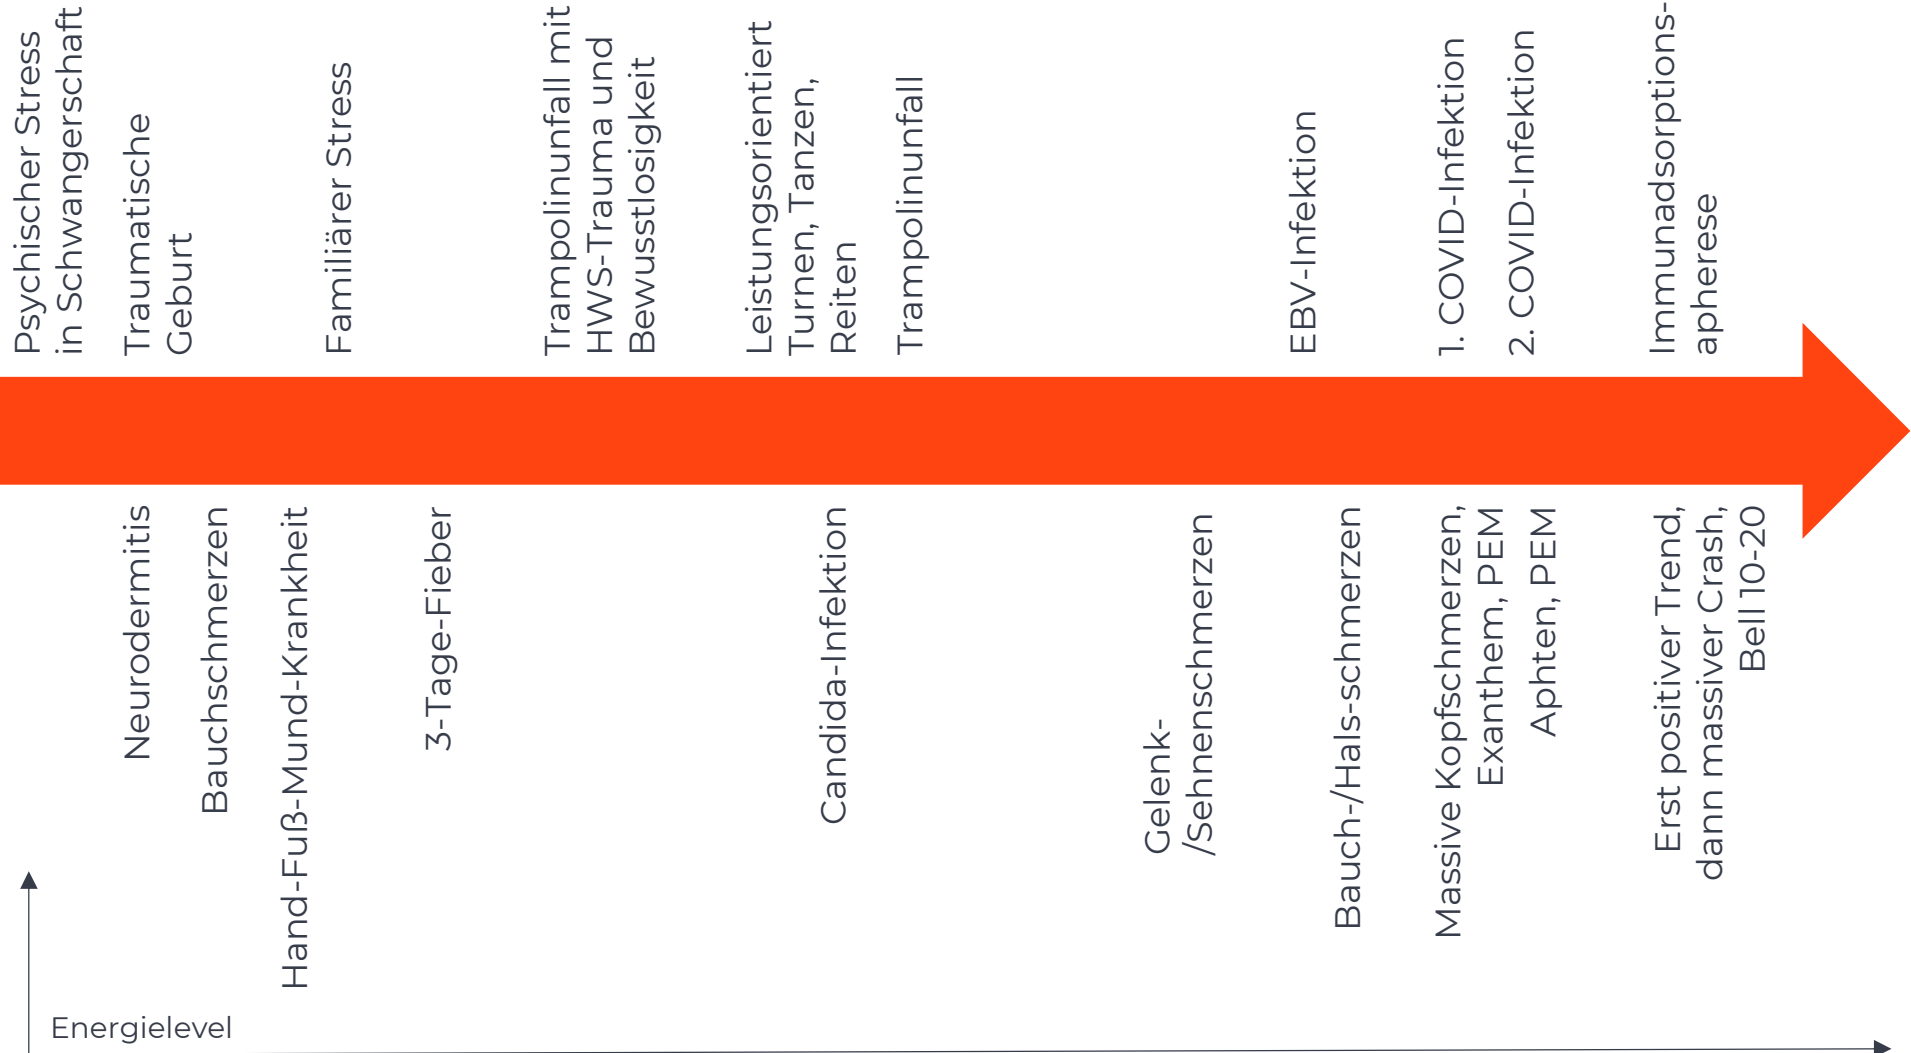 Psychischer Stress
in Schwangerschaft
Traumatische
Geburt
Familiärer Stress
Trampolinunfall mit
HWS-Trauma und
Bewusstlosigkeit
Leistungsorientiert
Turnen, Tanzen,
Reiten
Trampolinunfall
EBV-Infektion
1. COVID-Infektion
2. COVID-Infektion
Immunadsorptions-
apherese
Neurodermitis
Bauchschmerzen
Hand-Fuß-Mund-Krankheit
3-Tage-Fieber
Candida-Infektion
Gelenk-
/Sehnenschmerzen
Bauch-/Hals-schmerzen
Massive Kopfschmerzen,
Exanthem, PEM
Aphten, PEM
Erst positiver Trend,
dann massiver Crash,
Bell 10-20
Energielevel